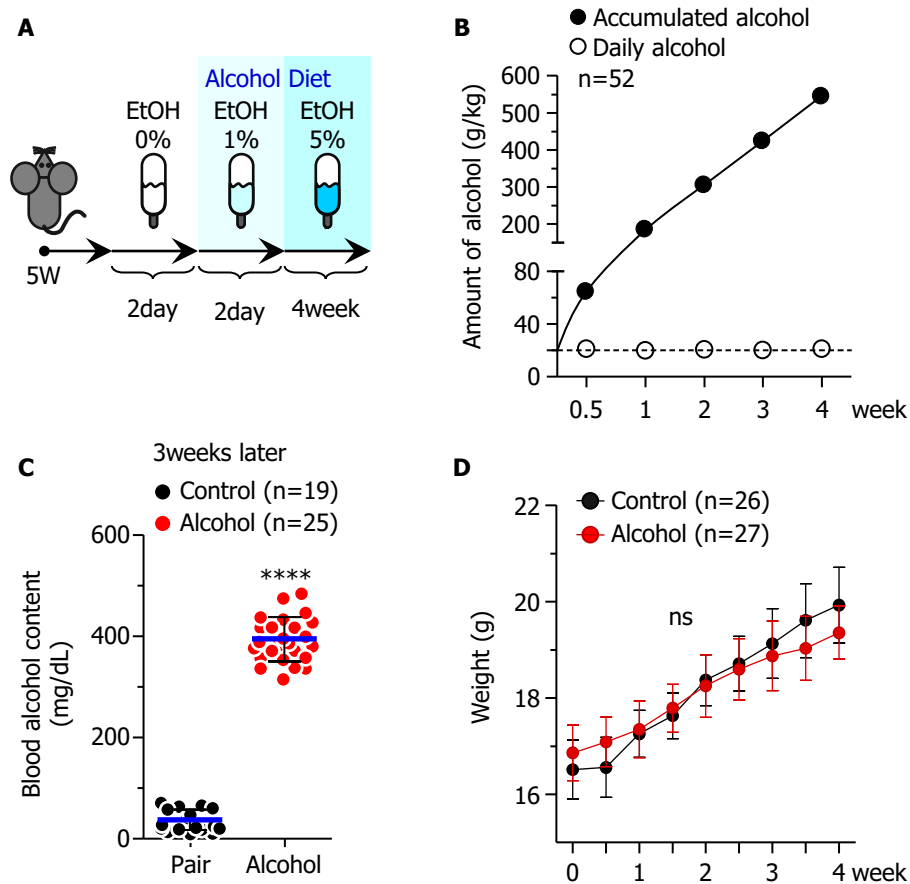 A
Alcohol Diet
EtOH
0%
EtOH
1%
EtOH
5%
5W
2day
2day
4week
B
Accumulated alcohol
Daily alcohol
n=52
Amount of alcohol (g/kg)
600
500
400
300
200
80
40
0
0.5
1
2
3
4
week
C
3weeks later
Control (n=19)
Alcohol (n=25)
****
Blood alcohol content
(mg/dL)
600
400
200
0
Pair
Alcohol
D
Control (n=26)
Alcohol (n=27)
ns
Weight (g)
22
20
18
16
0
1
2
3
4
week